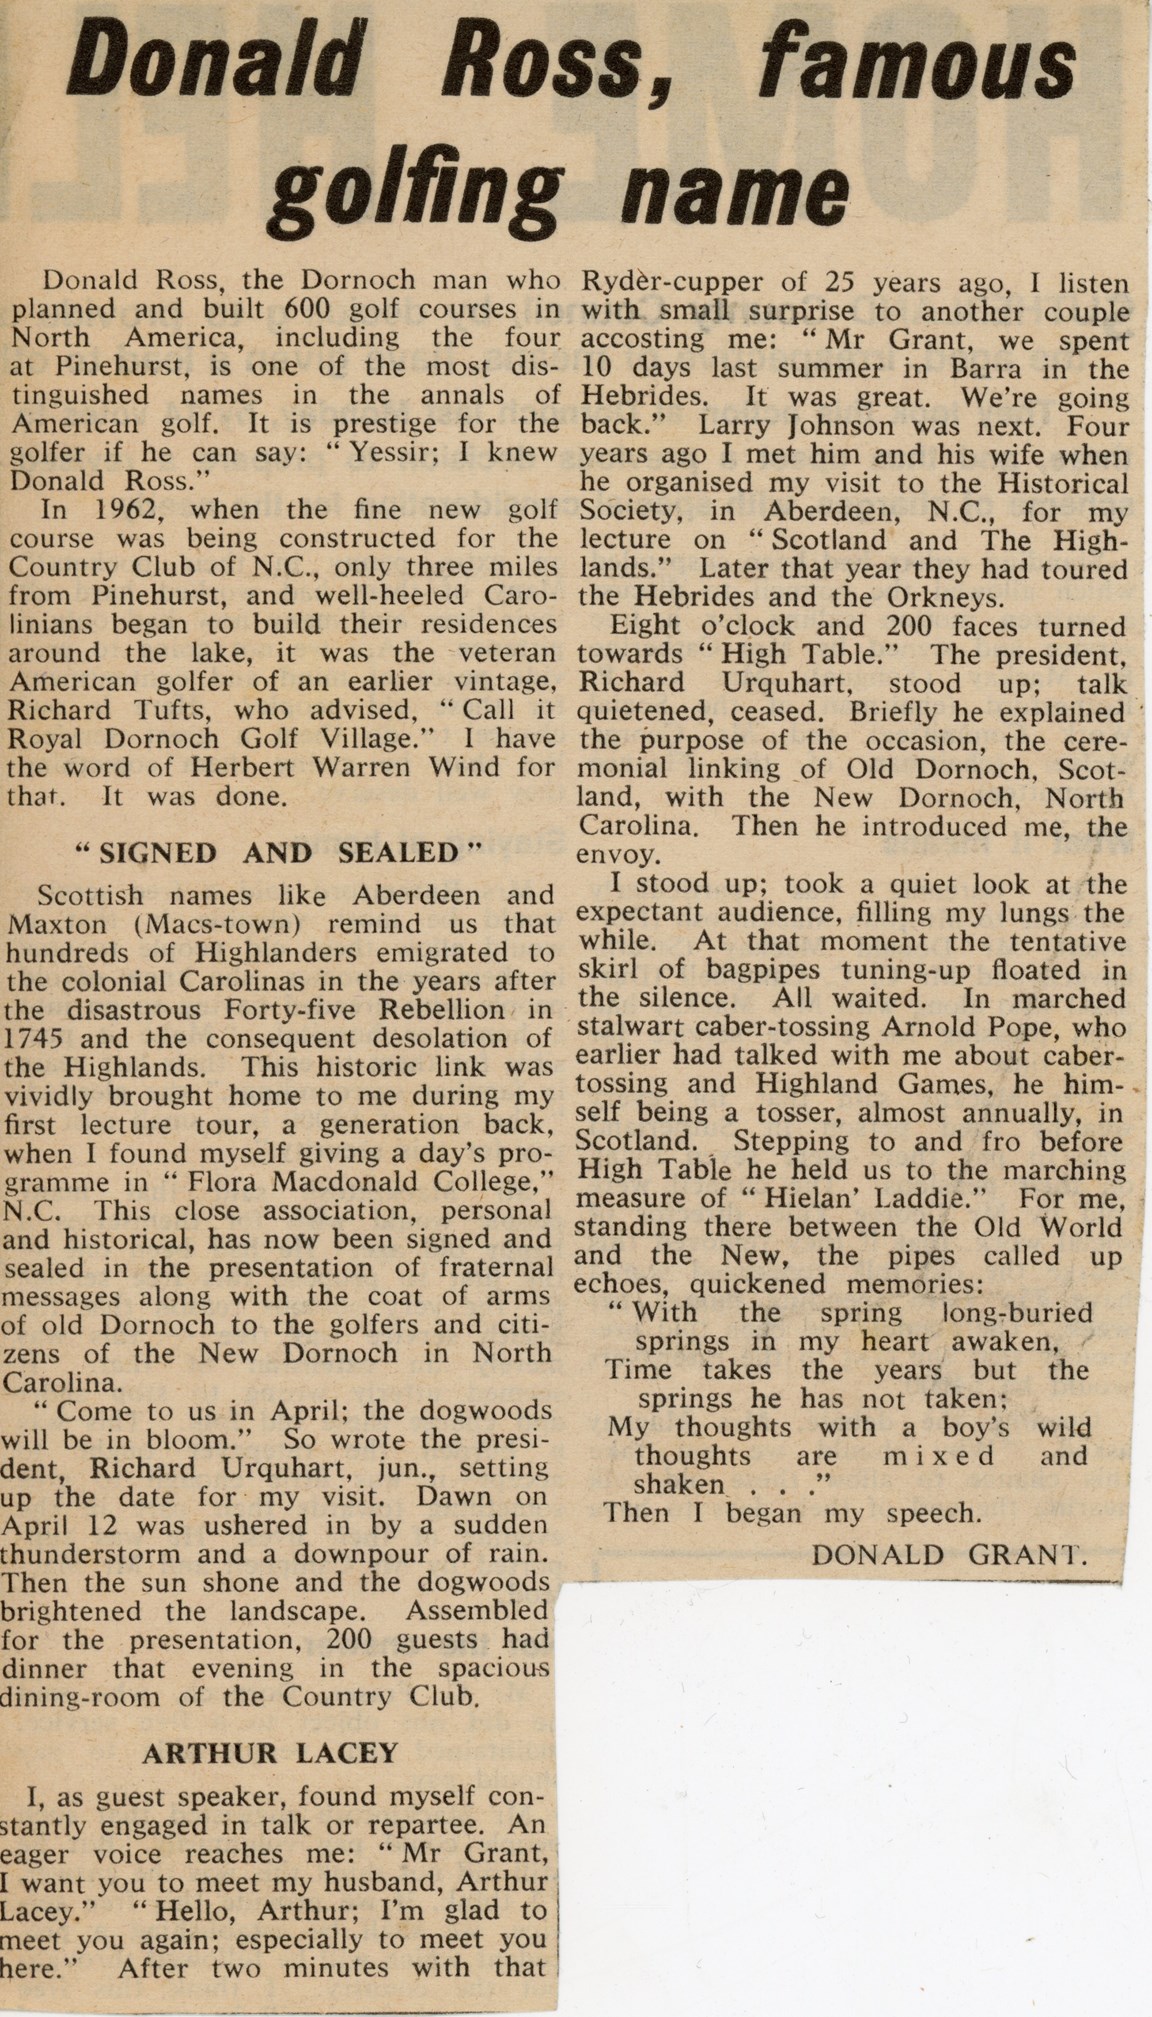 Donald Ross, famous
golfing name
Donald Ross, the Dornoch man who
planned and built 600 golf courses in
North America, including the four
at Pinehurst, is one of the most dis-
tinguished names in the annals of
American golf. It is prestige for the
golfer if he can say: “ Yessir; I knew
Donald Ross.”
In 1962, when the fine new golf
course was being constructed for the
Country Club of N.C., only three miles
from Pinehurst, and well-heeled Caro-
linians began to build their residences
around the lake, it was the veteran
American golfer of an earlier vintage,
Richard Tufts, who advised, “ Call it
Royal Dornoch Golf Village.” I have
the word of Herbert Warren Wind for
that. It was done.
“ SIGNED AND SEALED ”
Scottish names like Aberdeen and
Maxton (Macs-town) remind us that
hundreds of Highlanders emigrated to
the colonial Carolinas in the years after
the disastrous Forty-five Rebellion in
1745 and the consequent desolation of
the Highlands. This historic link was
vividly brought home to me during my
first lecture tour, a generation back,
when I found myself giving a day's pro-
gramme in “ Flora Macdonald College,”
N.C. This close association, personal
and historical, has now been signed and
sealed in the presentation of fraternal
messages along with the coat of arms
of old Dornoch to the golfers and citi-
zens of the New Dornoch in North
Carolina.
“ Come to us in April; the dogwoods
will be in bloom.” So wrote the presi-
dent, Richard Urquhart, jun., setting
up the date for my visit. Dawn on
April 12 was ushered in by a sudden
thunderstorm and a downpour of rain.
Then the sun shone and the dogwoods
brightened the landscape. Assembled
for the presentation, 200 guests had
dinner that evening in the spacious
dining-room of the Country Club.
ARTHUR LACEY
I, as guest speaker, found myself con-
stantly engaged in talk or repartee. An
eager voice reaches me: “ Mr Grant,
I want you to meet my husband, Arthur
Lacey.” “ Hello, Arthur; I'm glad to
meet you again; especially to meet you
here.” After two minutes with that
Ryder-cupper of 25 years ago, I listen
with small surprise to another couple
accosting me: “ Mr Grant, we spent
10 days last summer in Barra in the
Hebrides. It was great. We're going
back.” Larry Johnson was next. Four
years ago I met him and his wife when
he organised my visit to the Historical
Society, in Aberdeen, N.C., for my
lecture on “ Scotland and The High-
lands.” Later that year they had toured
the Hebrides and the Orkneys.
Eight o'clock and 200 faces turned
towards “ High Table.” The president,
Richard Urquhart, stood up; talk
quietened, ceased. Briefly he explained
the purpose of the occasion, the cere-
monial linking of Old Dornoch, Scot-
land, with the New Dornoch, North
Carolina. Then he introduced me, the
envoy.
I stood up; took a quiet look at the
expectant audience, filling my lungs the
while. At that moment the tentative
skirl of bagpipes tuning-up floated in
the silence. All waited. In marched
stalwart caber-tossing Arnold Pope, who
earlier had talked with me about caber-
tossing and Highland Games, he him-
self being a tosser, almost annually, in
Scotland. Stepping to and fro before
High Table he held us to the marching
measure of “ Hielan' Laddie.” For me,
standing there between the Old World
and the New, the pipes called up
echoes, quickened memories:
“ With the spring long-buried
springs in my heart awaken,
Time takes the years but the
springs he has not taken;
My thoughts with a boy's wild
thoughts are mixed and
shaken . . .”
Then I began my speech.
DONALD GRANT.